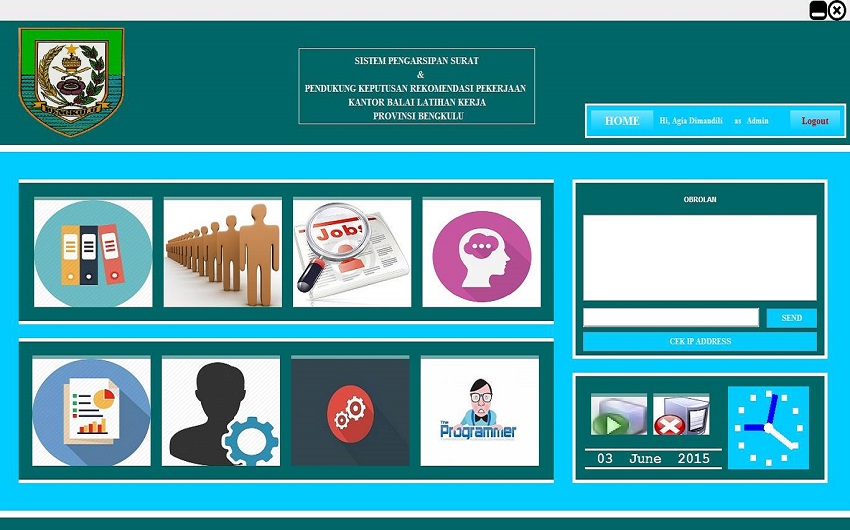 BENGKULU
SISTEM PENGARSIPAN SURAT
&
PENDUKUNG KEPUTUSAN REKOMENDASI PEKERJAAN
KANTOR BALAI LATIHAN KERJA
PROVINSI BENGKULU
HOME Hi, Agia Dimandili as Admin Logout
Jobs
OBROLAN
SEND
CEK IP ADDRESS
The
Programmer
03 June 2015